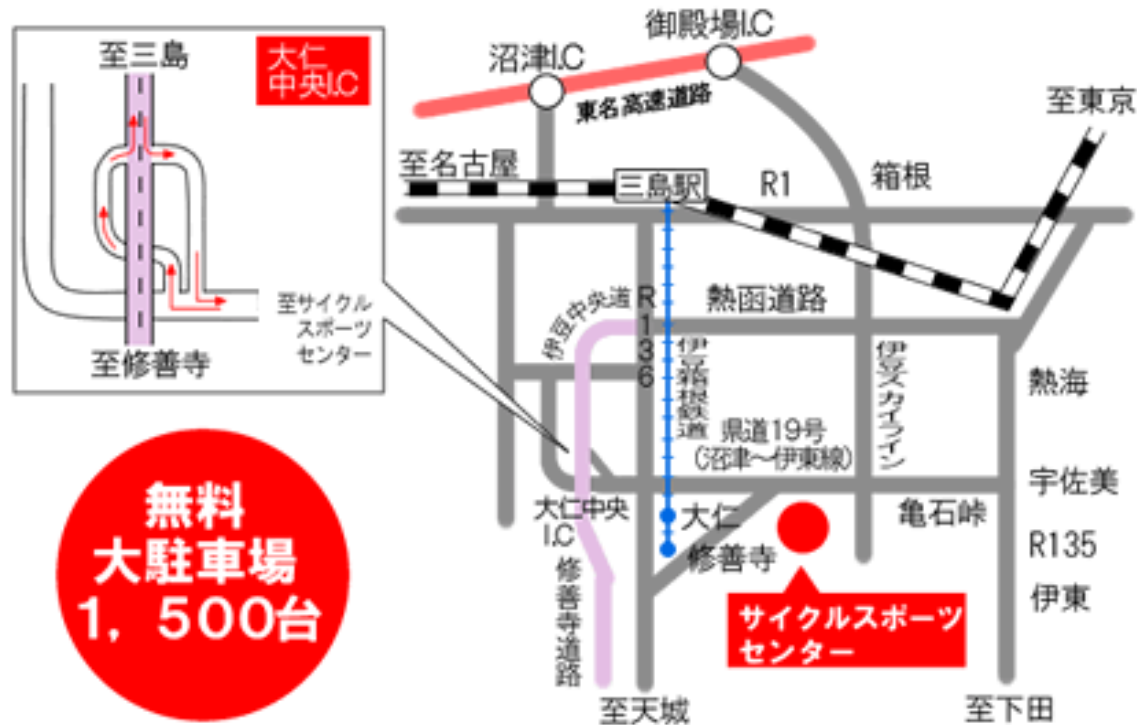 至三島
大仁
中央I.C
至サイクル
スポーツ
センター
至修善寺
無料
大駐車場
1，500台
御殿場I.C
沼津I.C
東名高速道路
至東京
至名古屋
三島駅
R1
箱根
伊豆中央道
R136
熱函道路
伊豆箱根鉄道
伊豆スカイライン
熱海
県道19号
（沼津～伊東線）
宇佐美
大仁中央
I.C
大仁
亀石峠
修善寺
R135
修善寺道路
伊東
サイクルスポーツ
センター
至天城
至下田